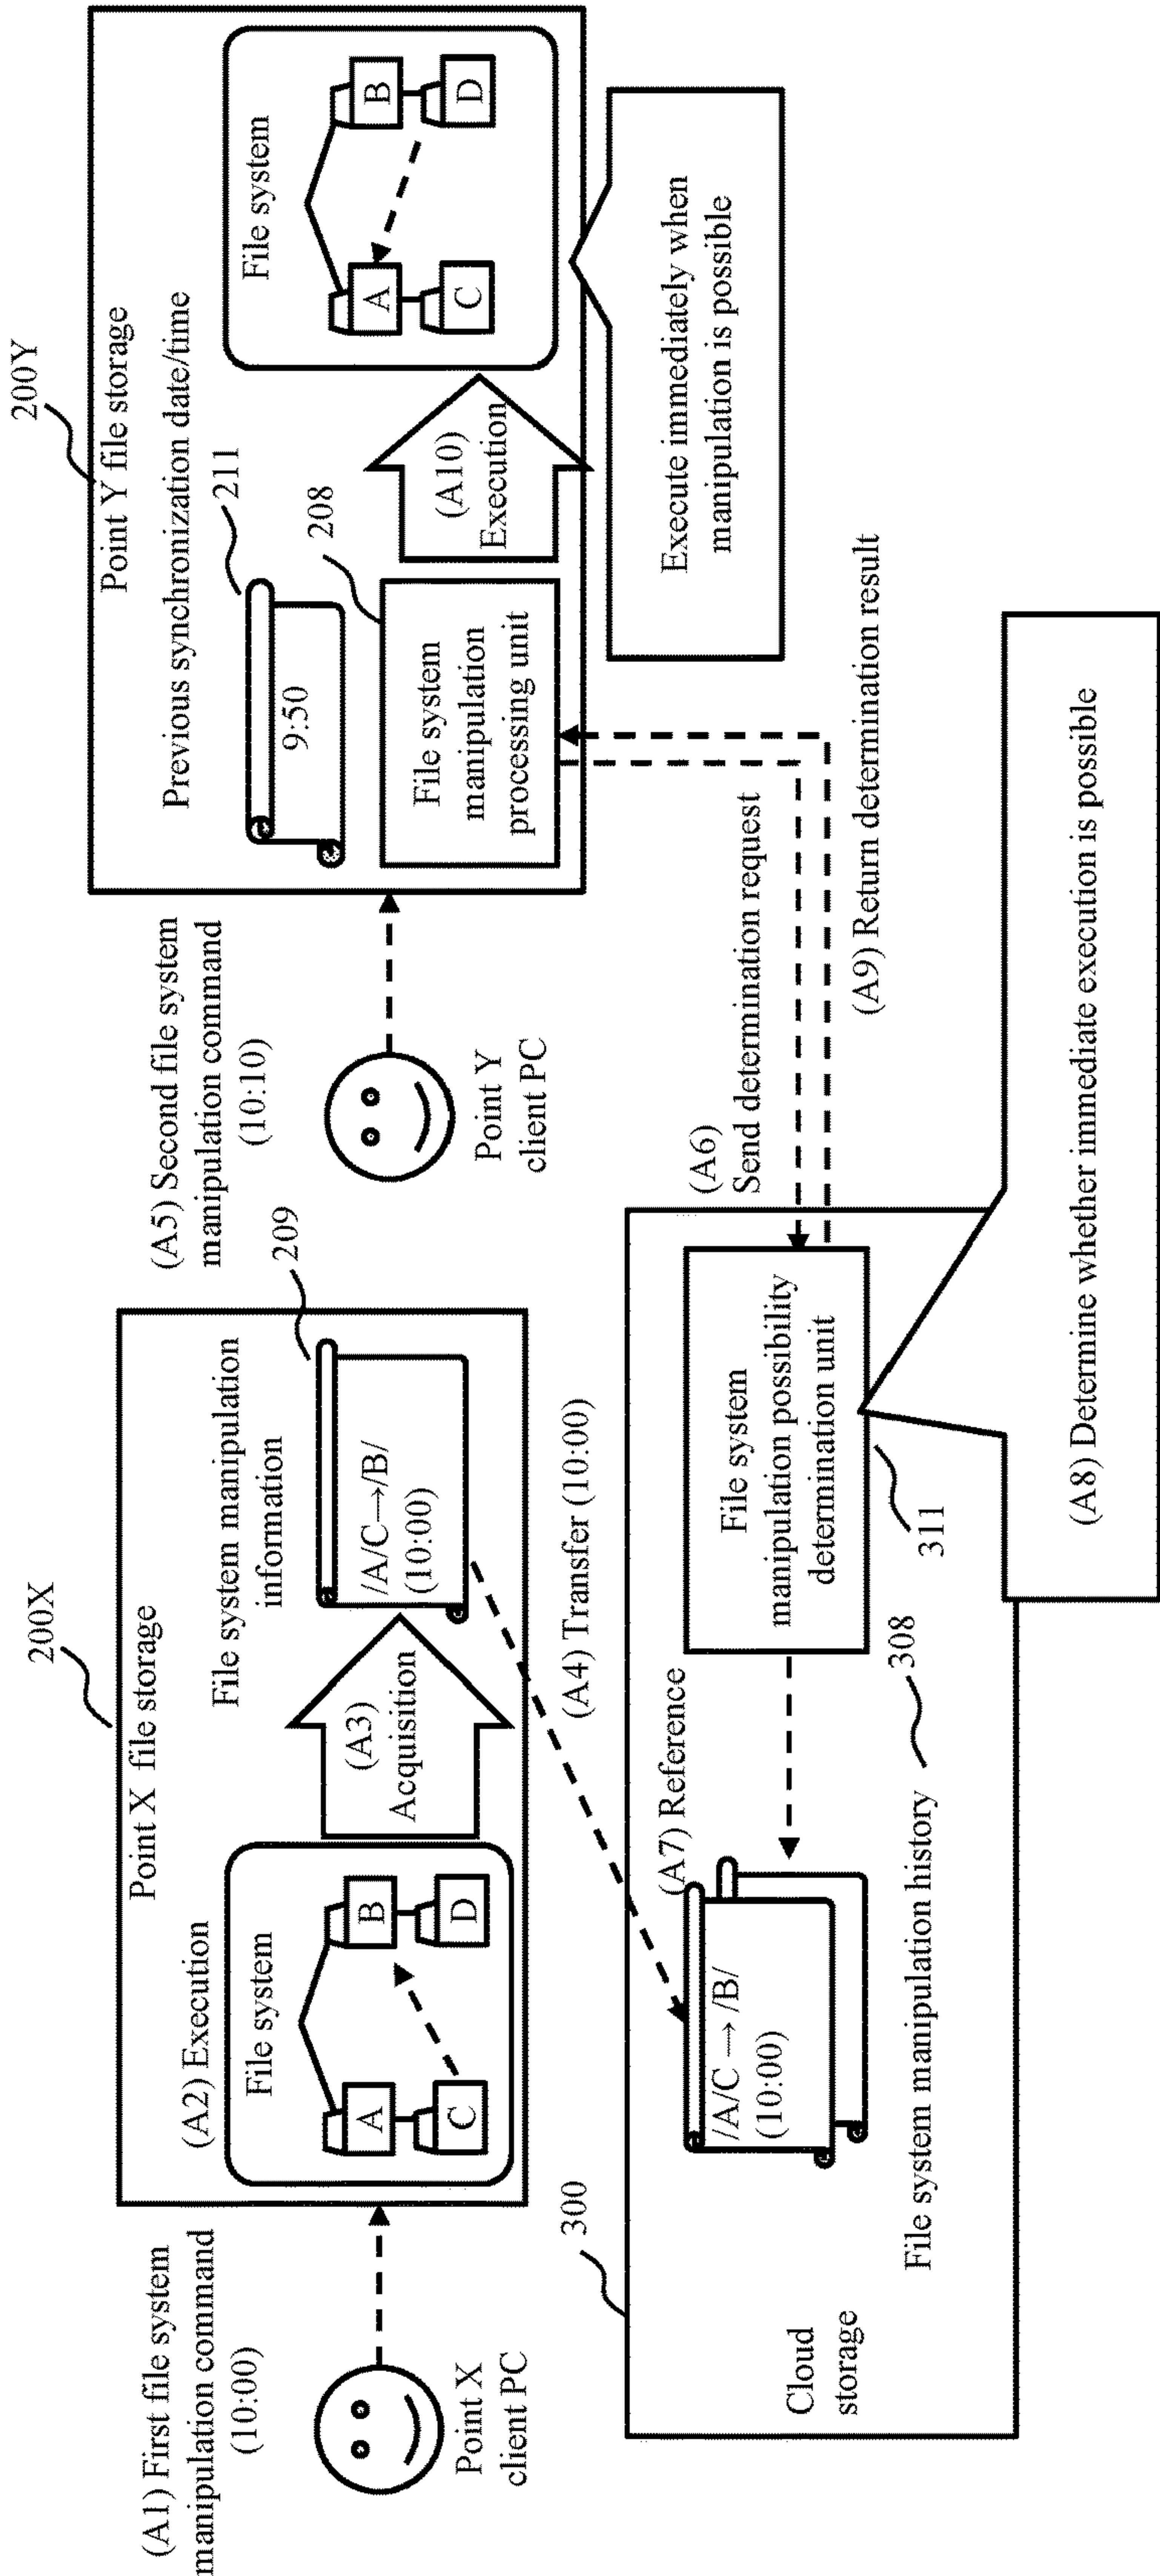 (A1) First file system
manipulation command
(10:00)
Point X
client PC
200X
Point X file storage
(A2) Execution
File system
A
B
C
D
(A3)
Acquisition
File system manipulation
information
209
/A/C→/B/
(10:00)
(A4) Transfer (10:00)
(A5) Second file system
manipulation command
(10:10)
Point Y
client PC
200Y
Point Y file storage
Previous synchronization date/time
211
9:50
208
File system
manipulation
processing unit
(A10)
Execution
File system
A
B
C
D
Execute immediately when
manipulation is possible
(A6)
Send determination request
(A9) Return determination result
300
Cloud
storage
(A7) Reference
/A/C → /B/
(10:00)
File system manipulation history
308
File system
manipulation possibility
determination unit
311
(A8) Determine whether immediate execution is possible